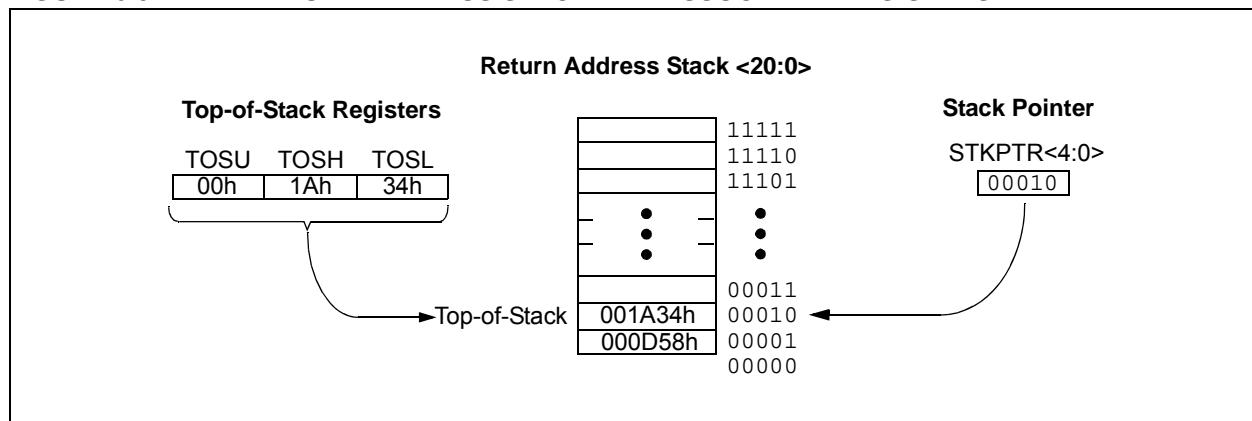 Return Address Stack <20:0>
Top-of-Stack Registers
Stack Pointer
TOSU TOSH TOSL
STKPTR<4:0>
00h 1Ah 34h
00010
11111
11110
11101
00011
Top-of-Stack 001A34h 00010
000D58h 00001
00000